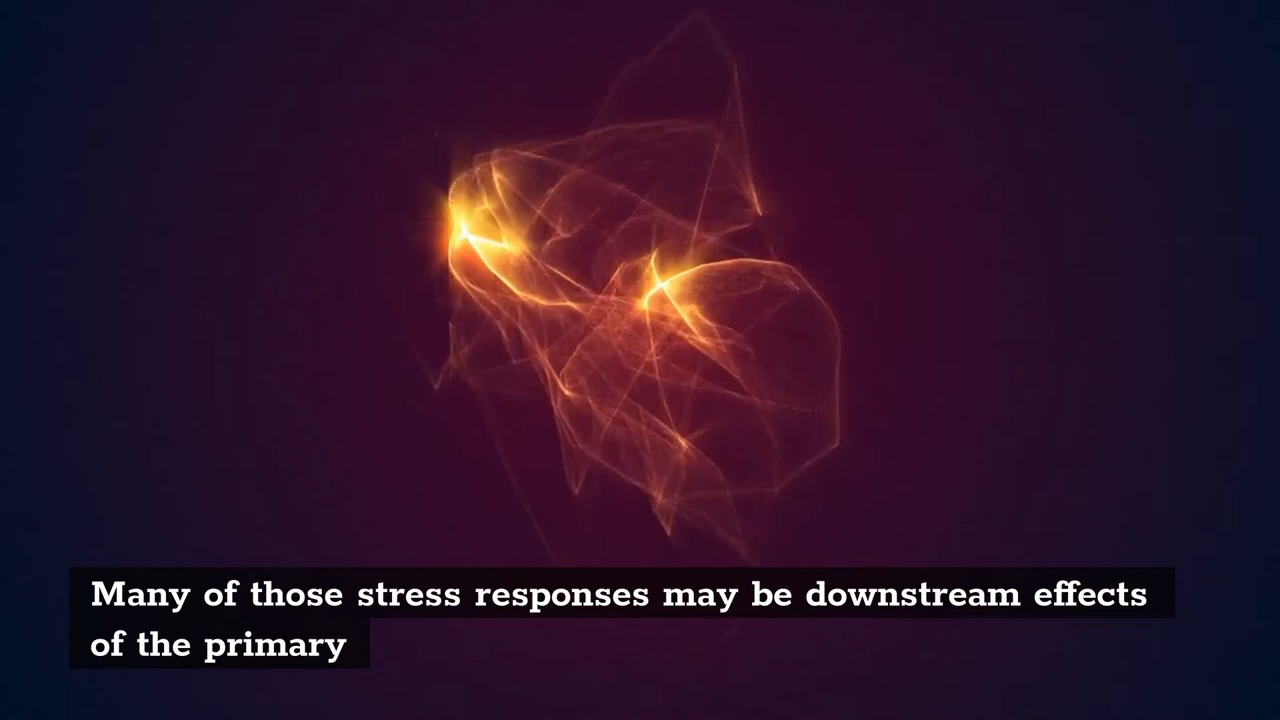 Many of those stress responses may be downstream effects
of the primary